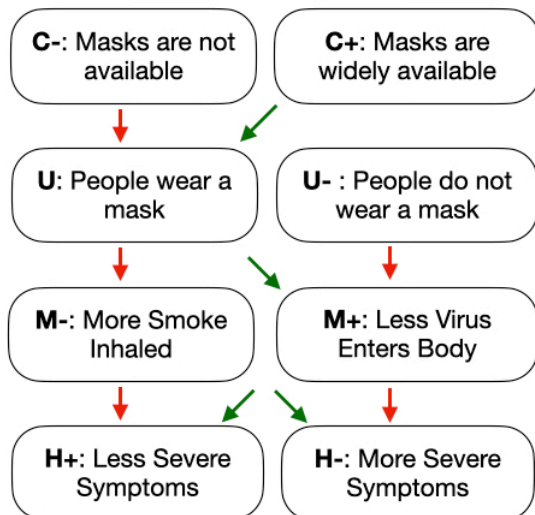 C-: Masks are not
available
C+: Masks are
widely available
U: People wear a
mask
U- : People do not
wear a mask
M-: More Smoke
Inhaled
M+: Less Virus
Enters Body
H+: Less Severe
Symptoms
H-: More Severe
Symptoms